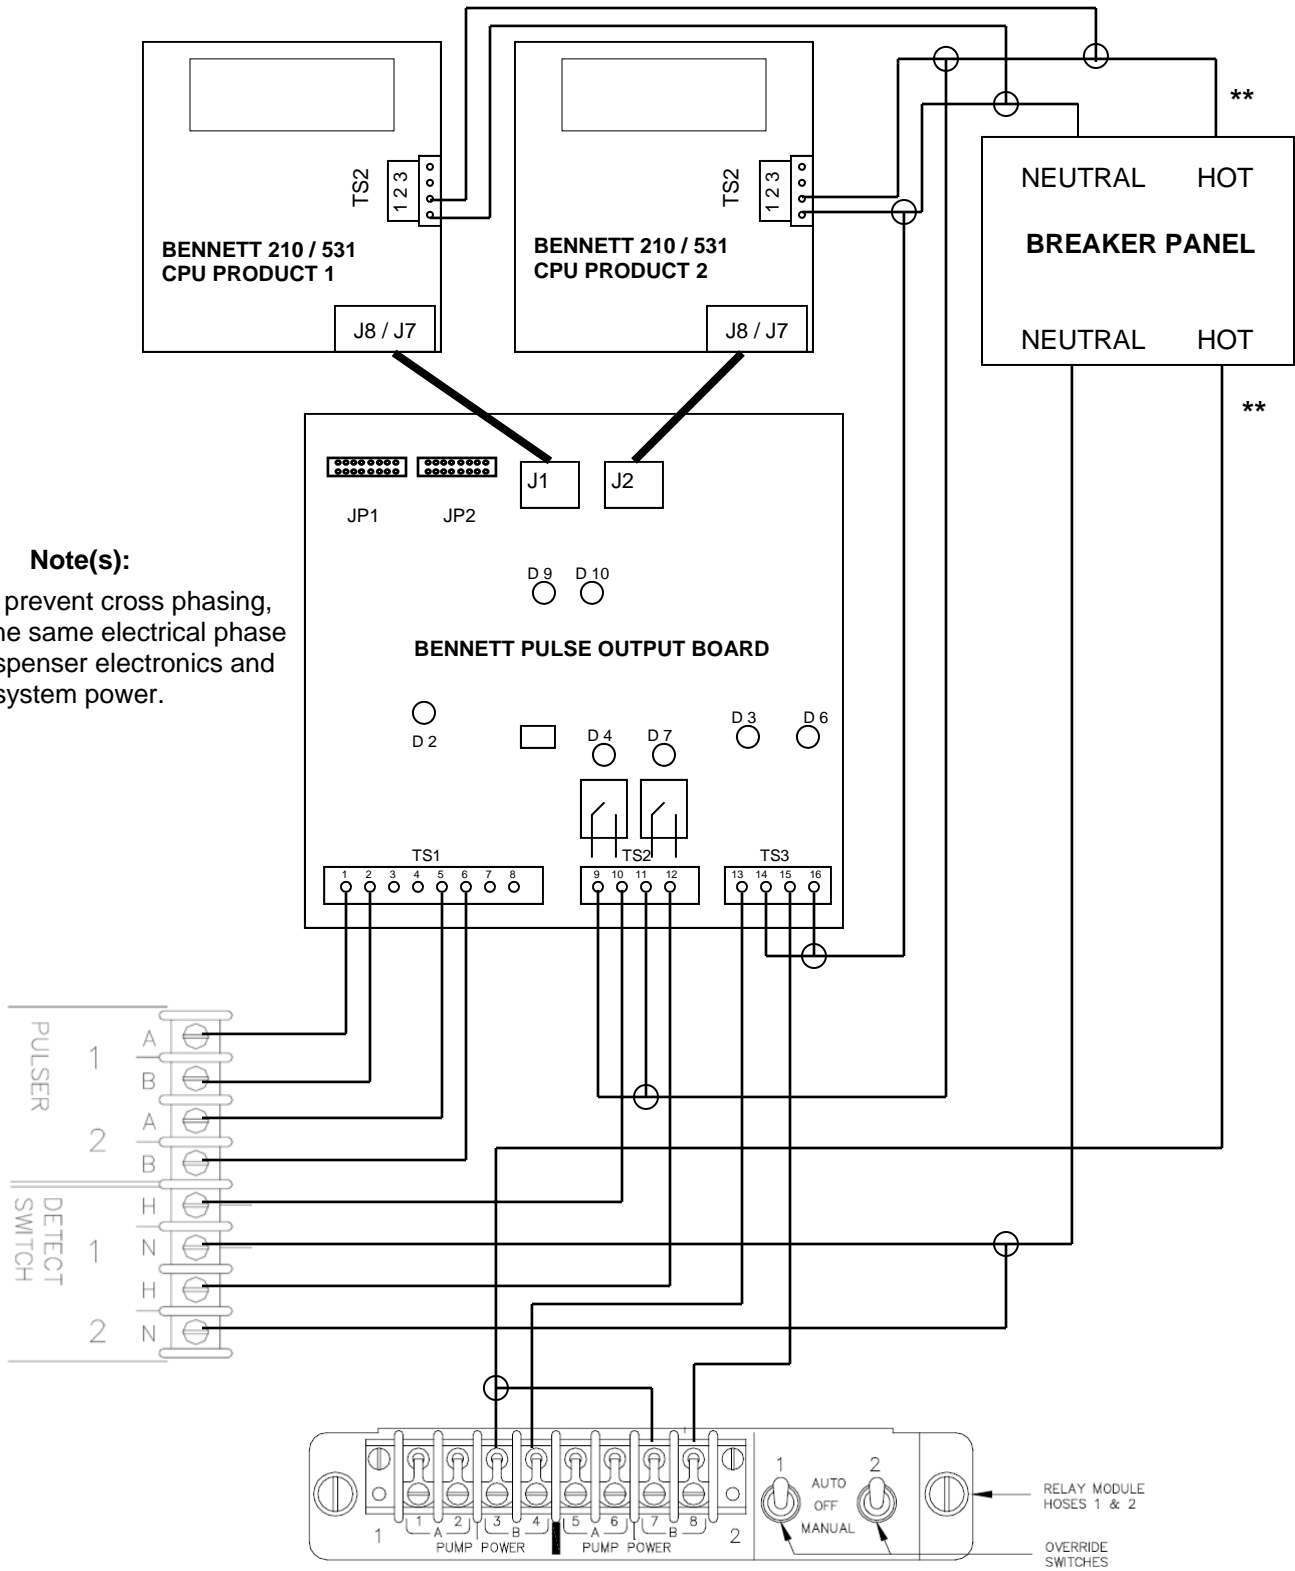 **
TS2
1 2 3
TS2
1 2 3
NEUTRAL HOT
BENNETT 210 / 531
CPU PRODUCT 1
BENNETT 210 / 531
CPU PRODUCT 2
BREAKER PANEL
J8 / J7
J8 / J7
NEUTRAL HOT
**
J1
J2
JP1
JP2
Note(s):
prevent cross phasing,
same electrical phase
electronics and
system power.
D 9
D 10
BENNETT PULSE OUTPUT BOARD
D 2
D 4
D 7
D 3
D 6
TS1
TS2
TS3
1 2 3 4 5 6 7 8
9 10 11 12
13 14 15 16
PULSER
1
A
B
2
A
B
DETECT
SWITCH
1
H
N
2
H
N
1
1 2 3 4 5 6 7 8
A B A B
PUMP POWER PUMP POWER
2
1 2
AUTO
OFF
MANUAL
RELAY MODULE
HOSES 1 & 2
OVERRIDE
SWITCHES